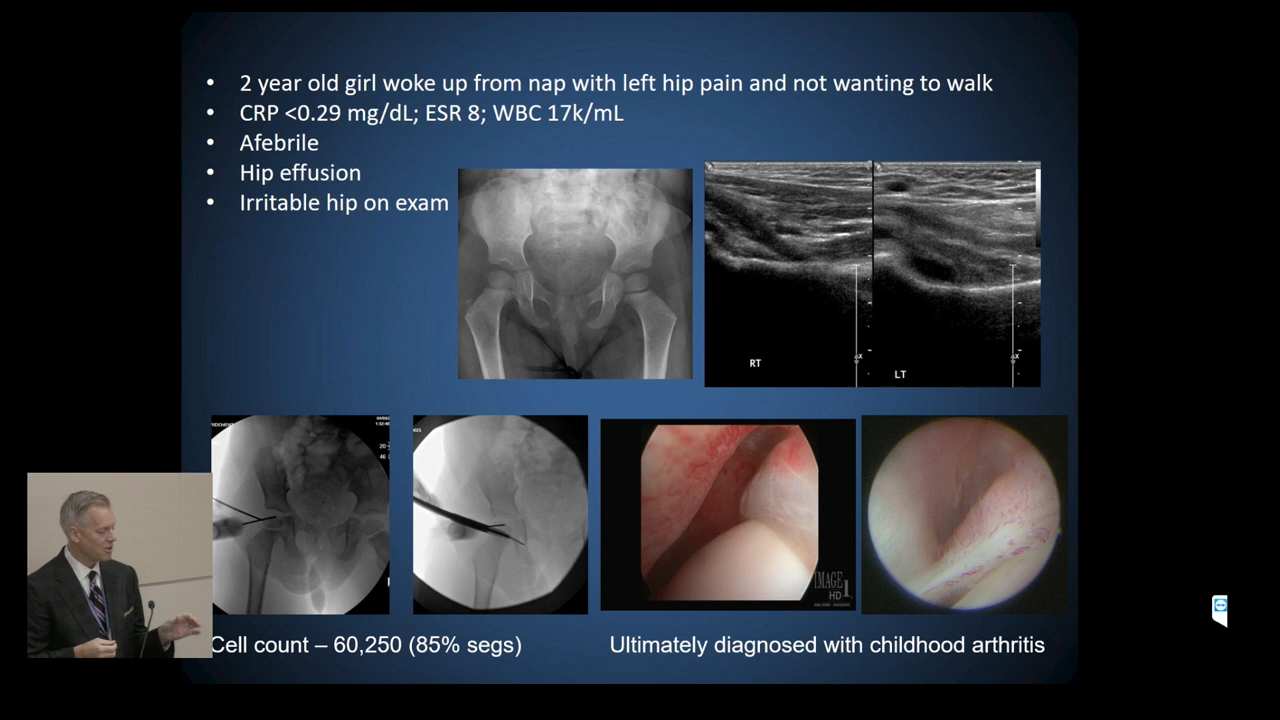 • 2 year old girl woke up from nap with left hip pain and not wanting to walk
• CRP <0.29 mg/dL; ESR 8; WBC 17k/mL
• Afebrile
• Hip effusion
• Irritable hip on exam
RT
LT
IMAGE 1
HD
Cell count – 60,250 (85% segs)
Ultimately diagnosed with childhood arthritis